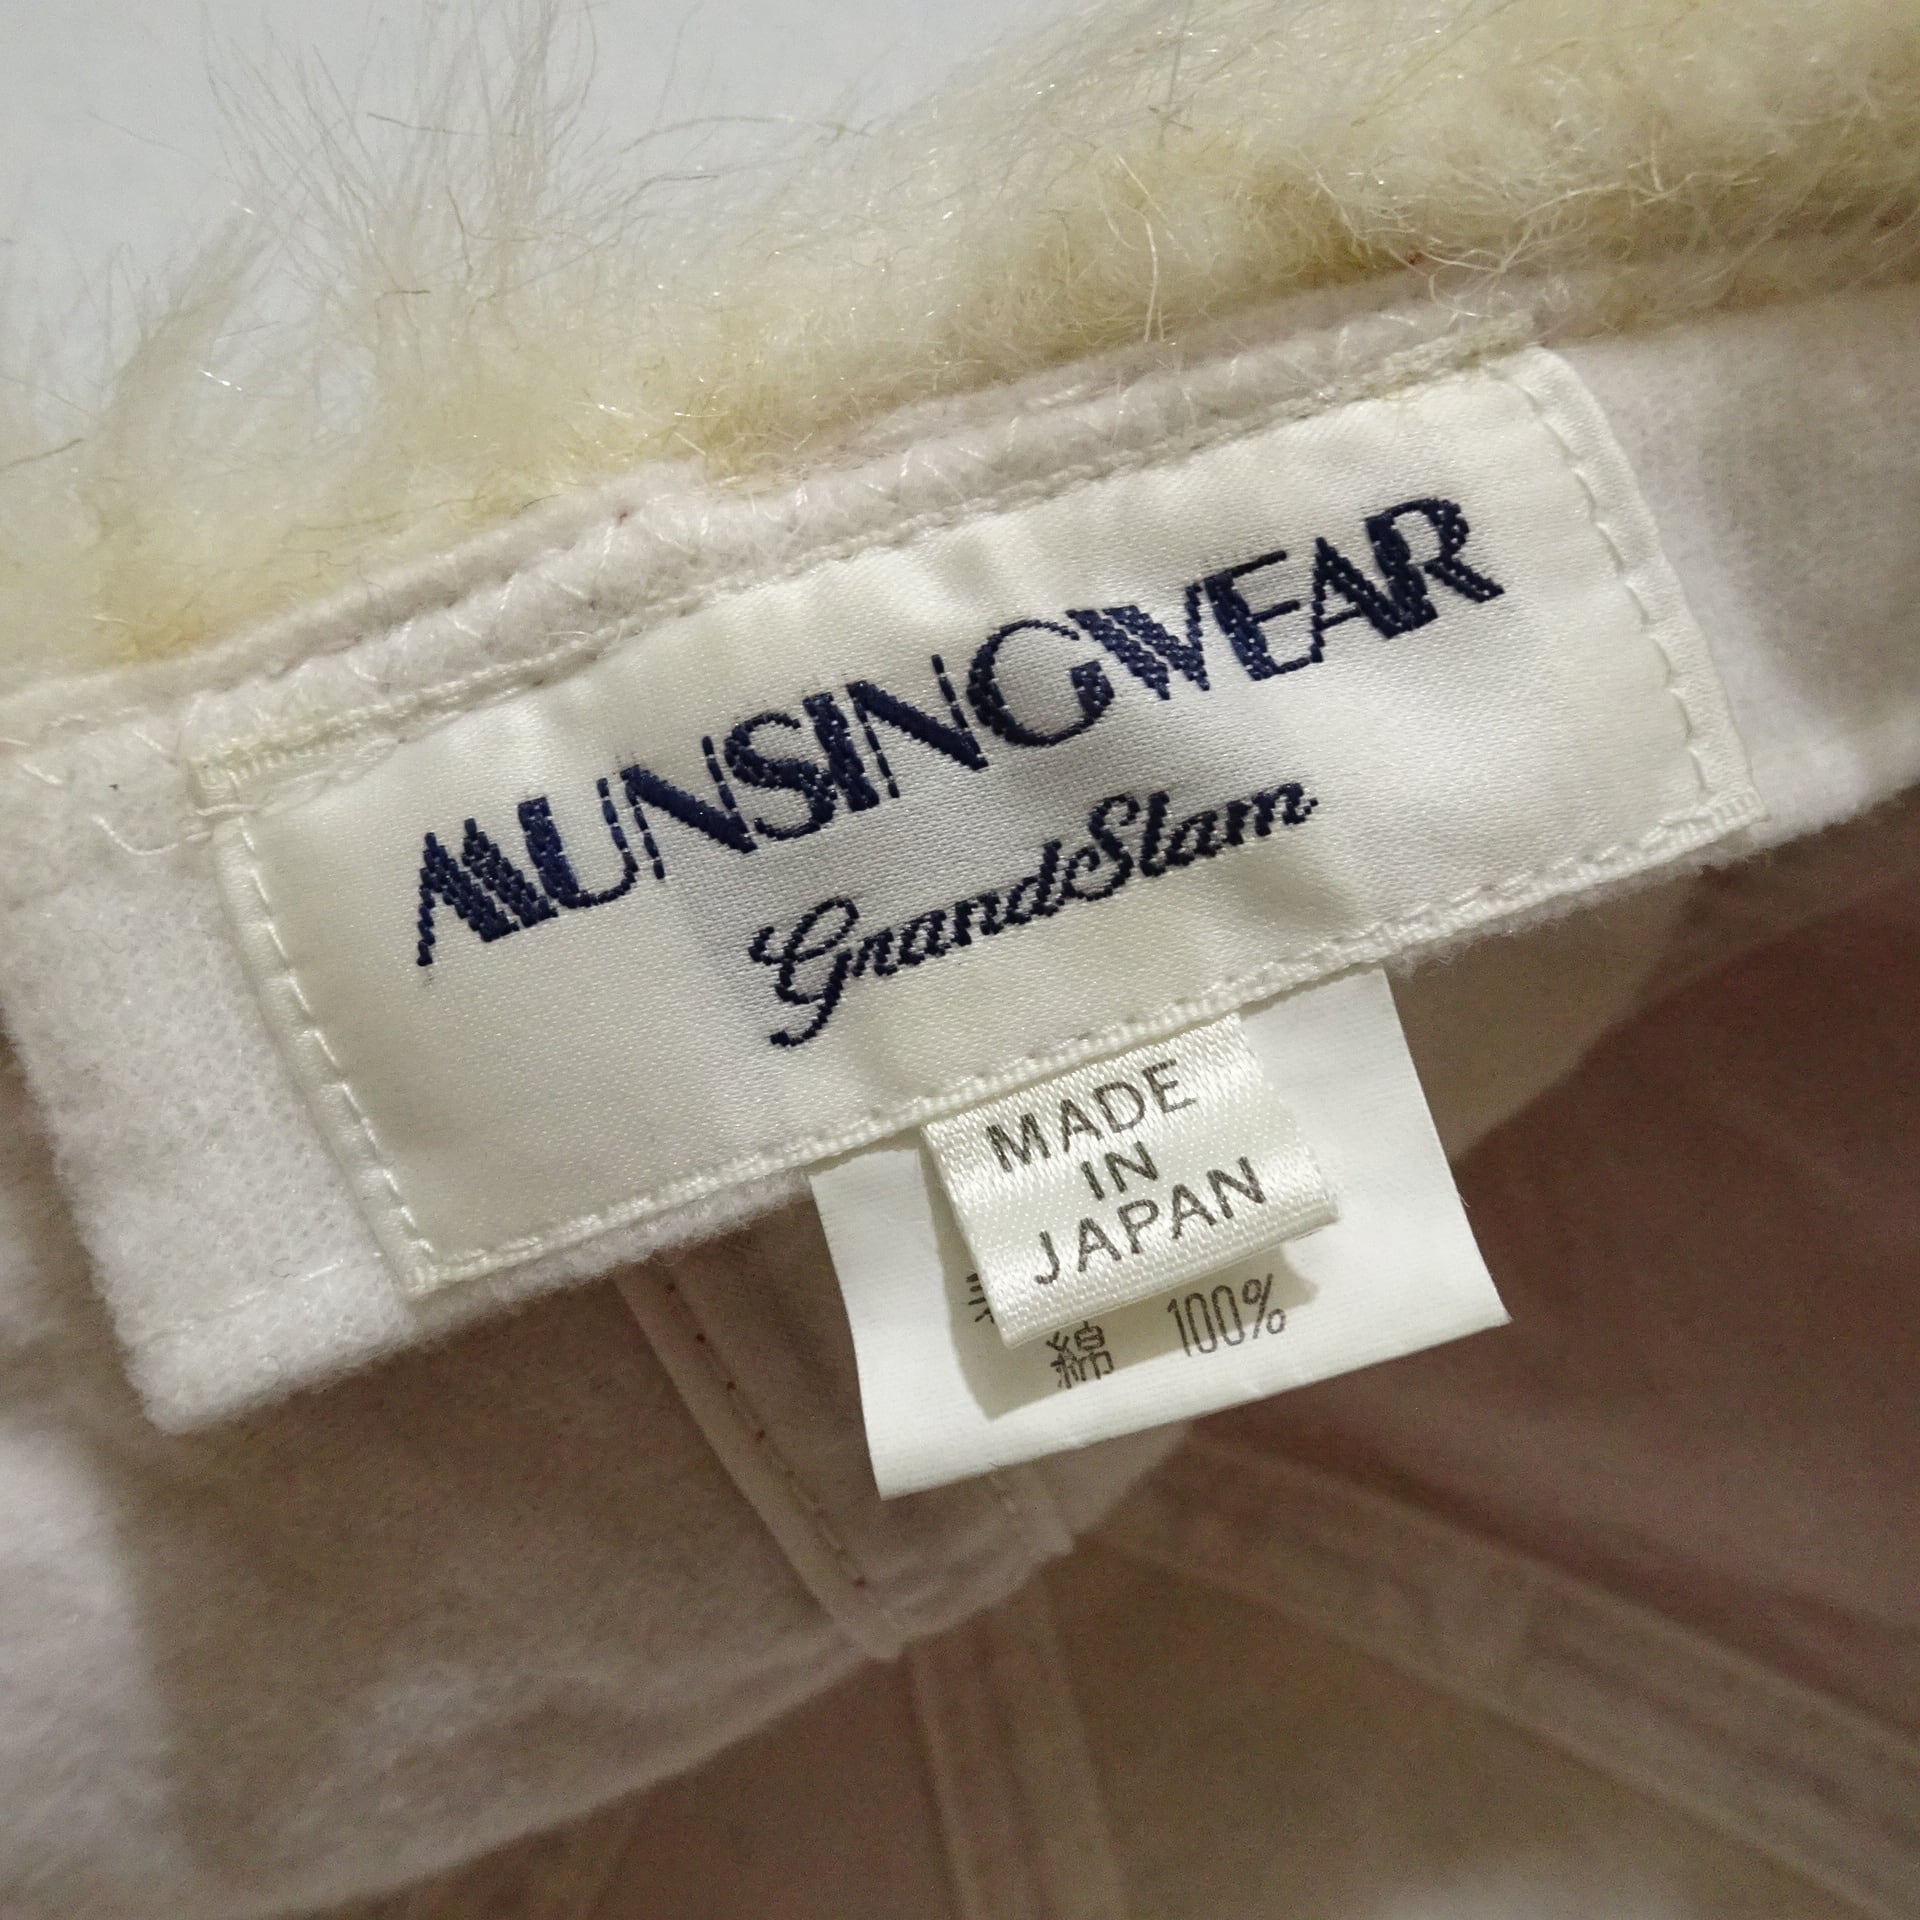 MUNSINGWEAR
GrandSlam
MADE
IN
JAPAN
綿 100%